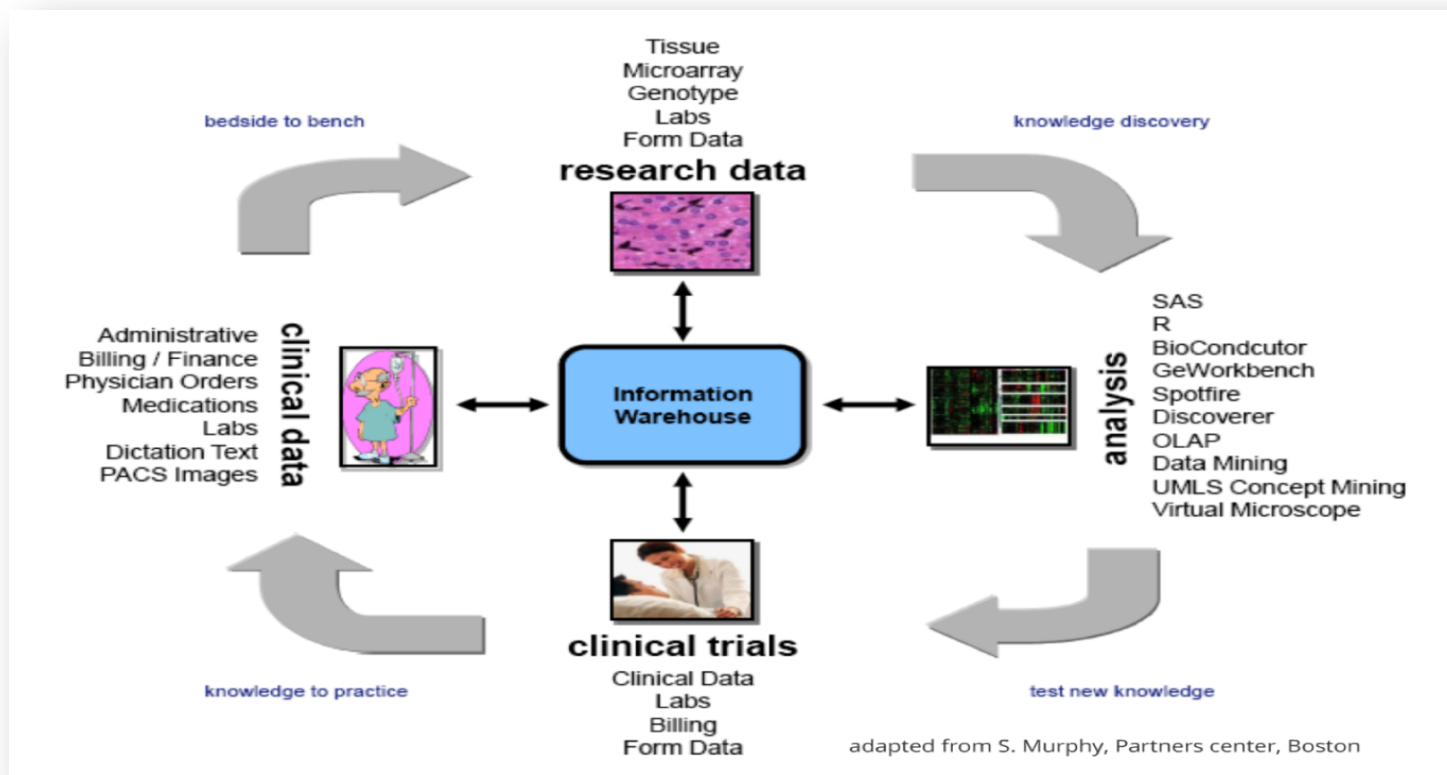 Tissue
Microarray
Genotype
Labs
Form Data
research data
bedside to bench
knowledge discovery
clinical data
Administrative
Billing / Finance
Physician Orders
Medications
Labs
Dictation Text
PACS Images
Information
Warehouse
analysis
SAS
R
BioCondcutor
GeWorkbench
Spotfire
Discoverer
OLAP
Data Mining
UMLS Concept Mining
Virtual Microscope
clinical trials
Clinical Data
Labs
Billing
Form Data
knowledge to practice
test new knowledge
adapted from S. Murphy, Partners center, Boston